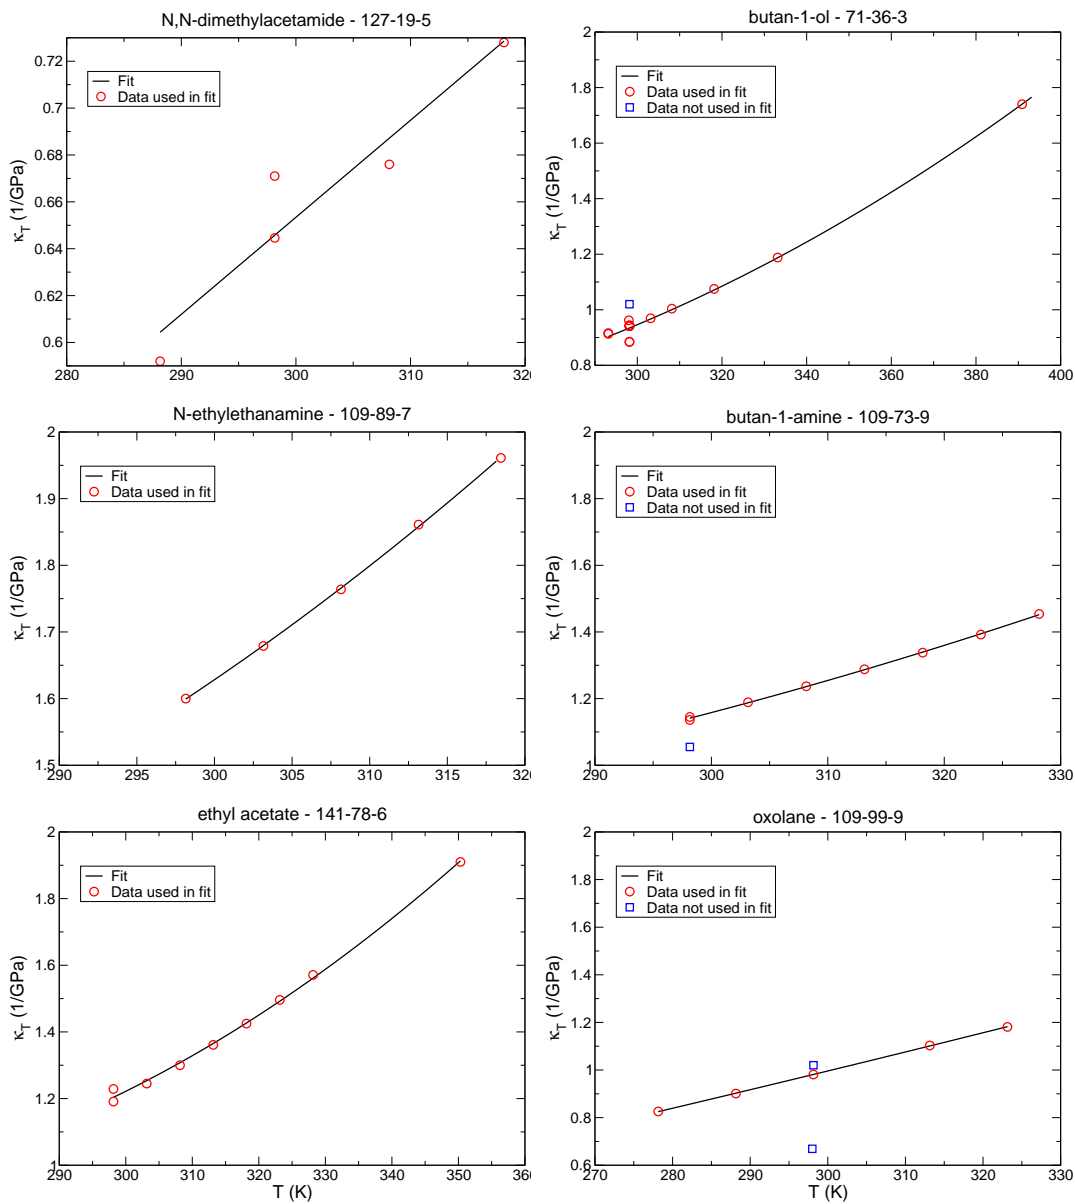 N,N-dimethylacetamide - 127-19-5
0.72
0.7
0.68
0.66
0.64
0.62
0.6
κT (1/GPa)
Fit
Data used in fit
280
290
300
310
320
butan-1-ol - 71-36-3
2
1.8
1.6
1.4
1.2
1
0.8
κT (1/GPa)
Fit
Data used in fit
Data not used in fit
300
320
340
360
380
400
N-ethylethanamine - 109-89-7
2
1.9
1.8
1.7
1.6
1.5
κT (1/GPa)
Fit
Data used in fit
290
295
300
305
310
315
320
butan-1-amine - 109-73-9
2
1.8
1.6
1.4
1.2
1
κT (1/GPa)
Fit
Data used in fit
Data not used in fit
290
300
310
320
330
ethyl acetate - 141-78-6
2
1.8
1.6
1.4
1.2
1
κT (1/GPa)
Fit
Data used in fit
290
300
310
320
330
340
350
360
T (K)
oxolane - 109-99-9
2
1.8
1.6
1.4
1.2
1
0.8
0.6
κT (1/GPa)
Fit
Data used in fit
Data not used in fit
270
280
290
300
310
320
330
T (K)